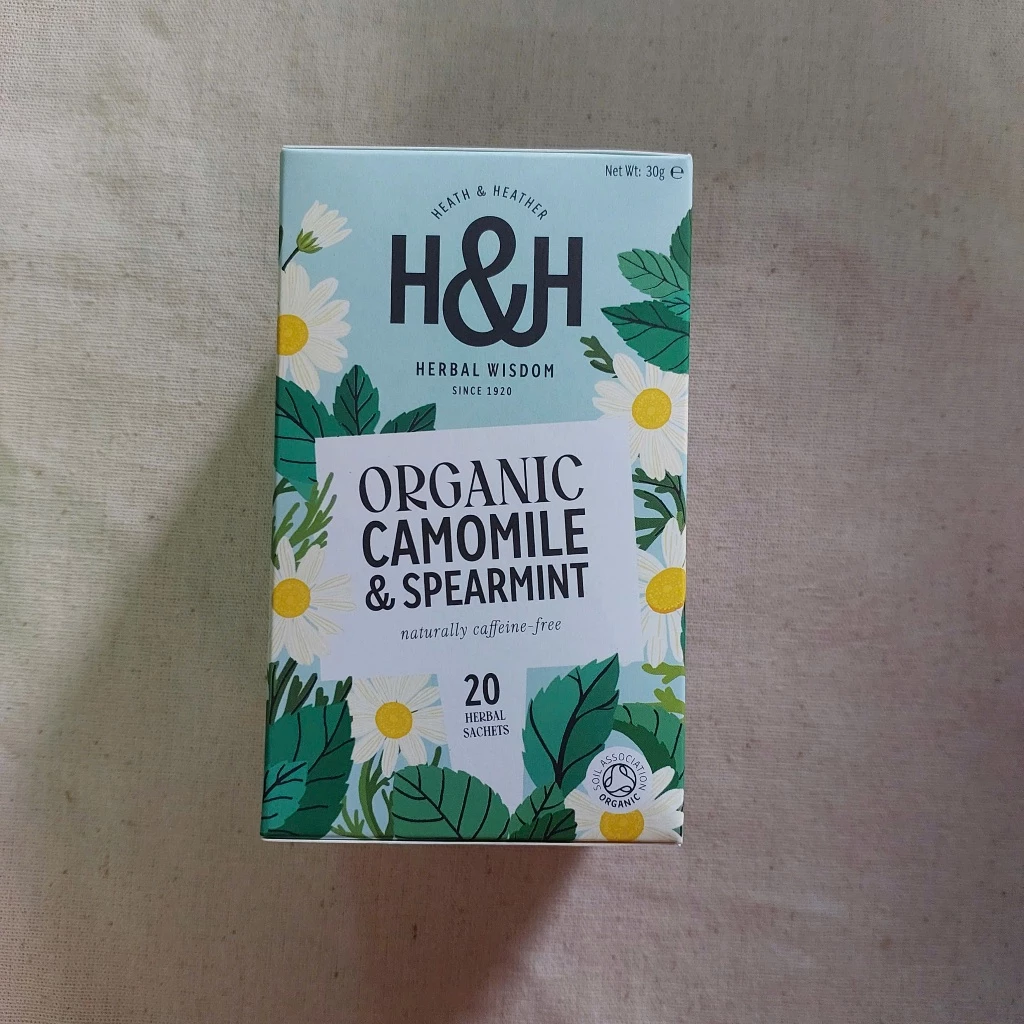 Net Wt: 30g ℮
HEATH & HEATHER
H&H
HERBAL WISDOM
SINCE 1920
ORGANIC
CAMOMILE
& SPEARMINT
naturally caffeine-free
20
HERBAL
SACHETS
SOIL ASSOCIATION
ORGANIC